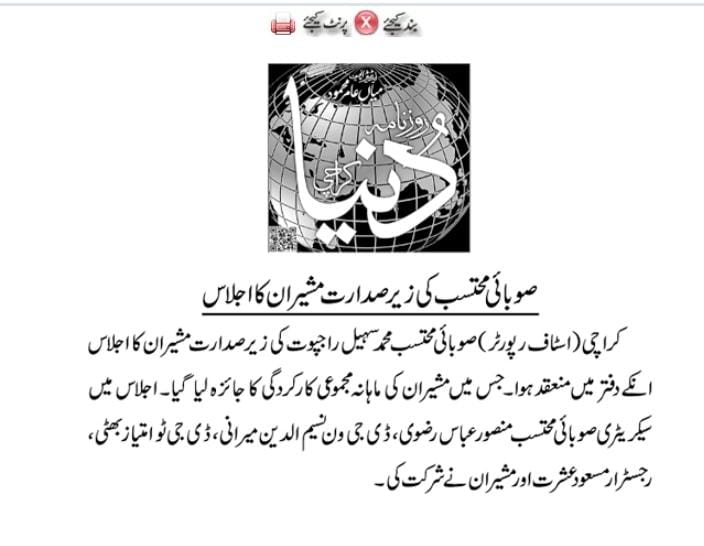 بند کیجئے پرنٹ کیجئے
میاں عامر محمود
روزنامہ
دُنیا
کراچی
صوبائی محتسب کی زیر صدارت مشیران کا اجلاس
کراچی (اسٹاف رپورٹر) صوبائی محتسب محمد سہیل راجپوت کی زیر صدارت مشیران کا اجلاس
انکے دفتر میں منعقد ہوا۔ جس میں مشیران کی ماہانہ مجموعی کارکردگی کا جائزہ لیا گیا۔ اجلاس میں
سیکریٹری صوبائی محتسب منصور عباس رضوی، ڈی جی ون نسیم الدین میرانی، ڈی جی ٹو امتیاز بھٹی،
رجسٹرار مسعود عشرت اور مشیران نے شرکت کی۔